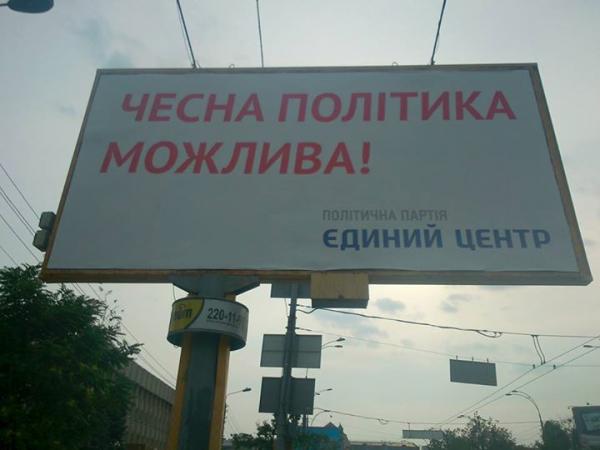 ЧЕСНА ПОЛІТИКА
МОЖЛИВА!
ПОЛІТИЧНА ПАРТІЯ
ЄДИНИЙ ЦЕНТР
220-11-